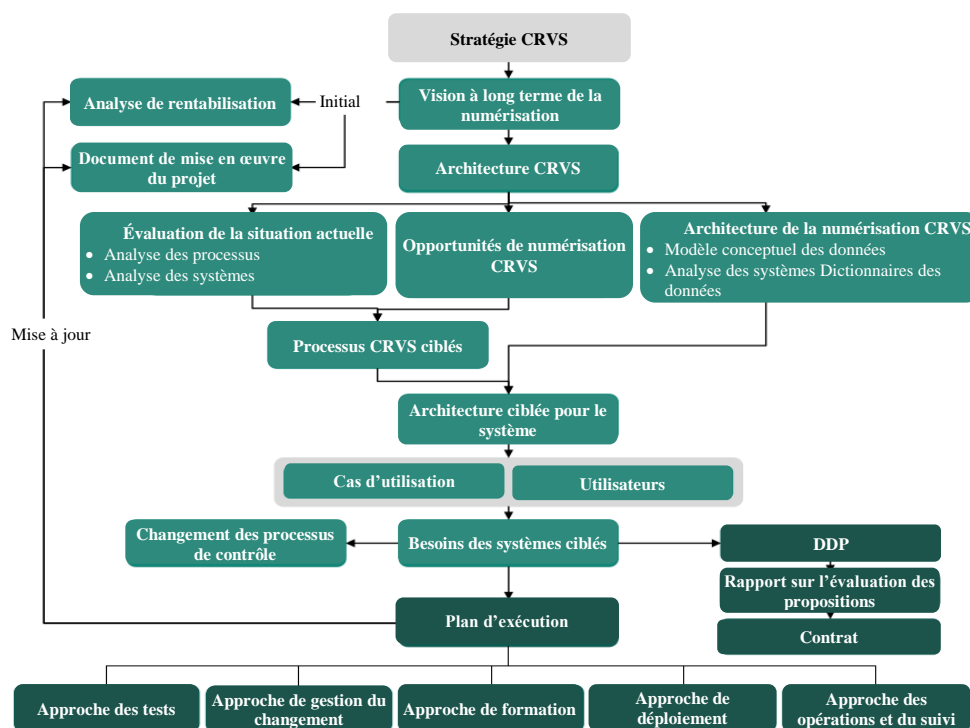 Stratégie CRVS
Analyse de rentabilisation
Initial
Vision à long terme de la
numérisation
Document de mise en œuvre
du projet
Architecture CRVS
Évaluation de la situation actuelle
• Analyse des processus
• Analyse des systèmes
Opportunités de numérisation
CRVS
Architecture de la numérisation CRVS
• Modèle conceptuel des données
• Analyse des systèmes Dictionnaires des
données
Mise à jour
Processus CRVS ciblés
Architecture ciblée pour le
système
Cas d’utilisation
Utilisateurs
Changement des processus
de contrôle
Besoins des systèmes ciblés
DDP
Rapport sur l’évaluation des
propositions
Plan d’exécution
Contrat
Approche des tests
Approche de gestion du
changement
Approche de formation
Approche de
déploiement
Approche des
opérations et du suivi